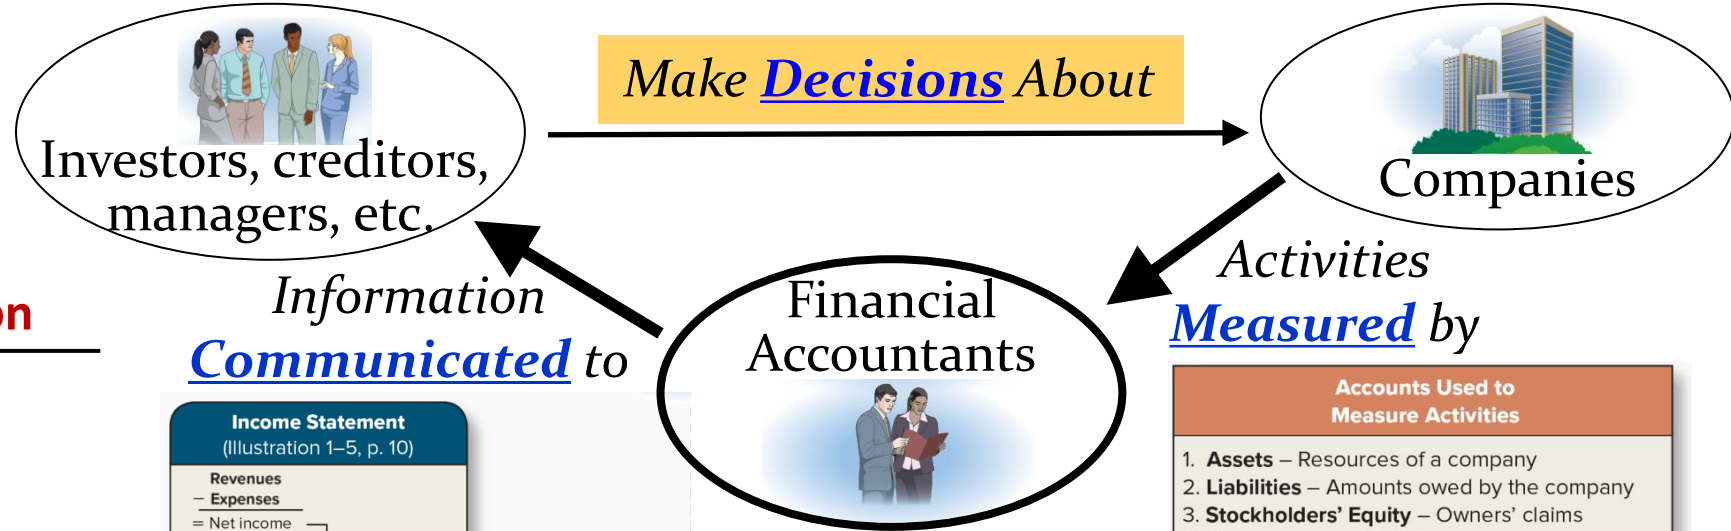 Make Decisions About
Investors, creditors,
managers, etc.
Companies
Information
Communicated to
Financial
Accountants
Activities
Measured by
on
Income Statement
(Illustration 1–5, p. 10)
Revenues
– Expenses
= Net income
Accounts Used to
Measure Activities
1. Assets – Resources of a company
2. Liabilities – Amounts owed by the company
3. Stockholders' Equity – Owners' claims